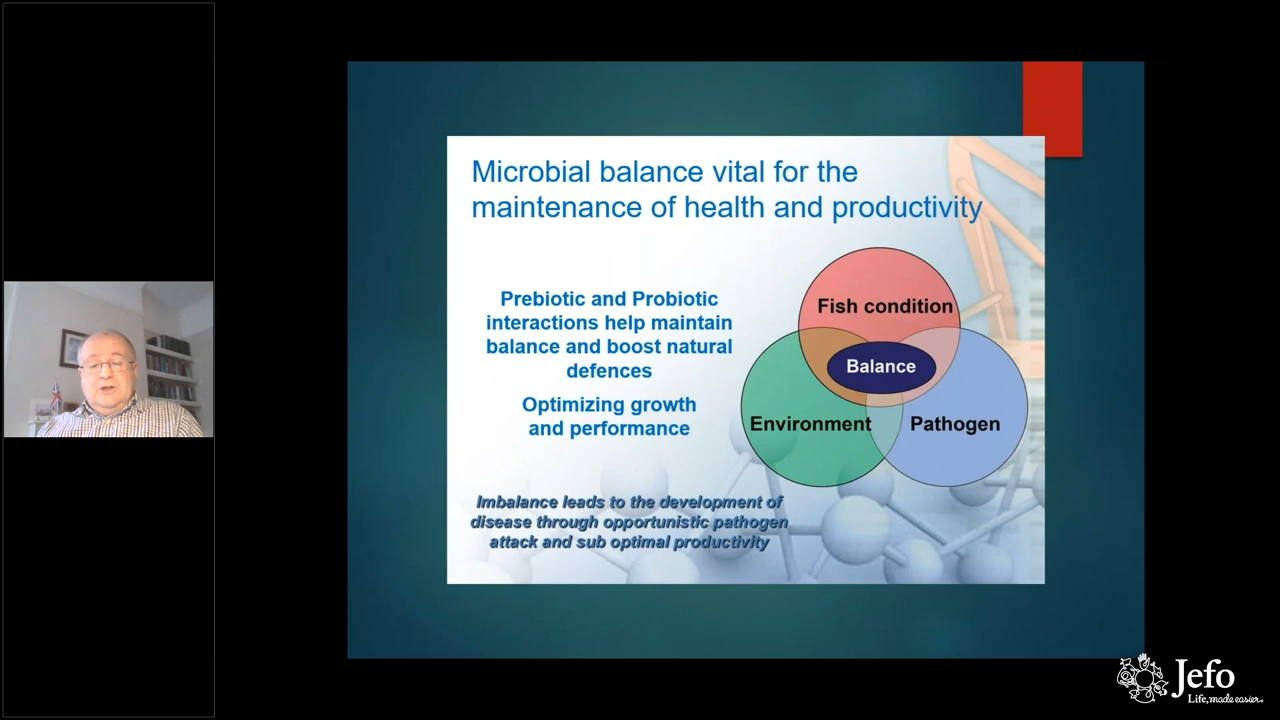 Microbial balance vital for the
maintenance of health and productivity
Prebiotic and Probiotic
interactions help maintain
balance and boost natural
defences
Optimizing growth
and performance
Imbalance leads to the development of
disease through opportunistic pathogen
attack and sub optimal productivity
Fish condition
Balance
Environment
Pathogen
Jefo
Life, made easier.